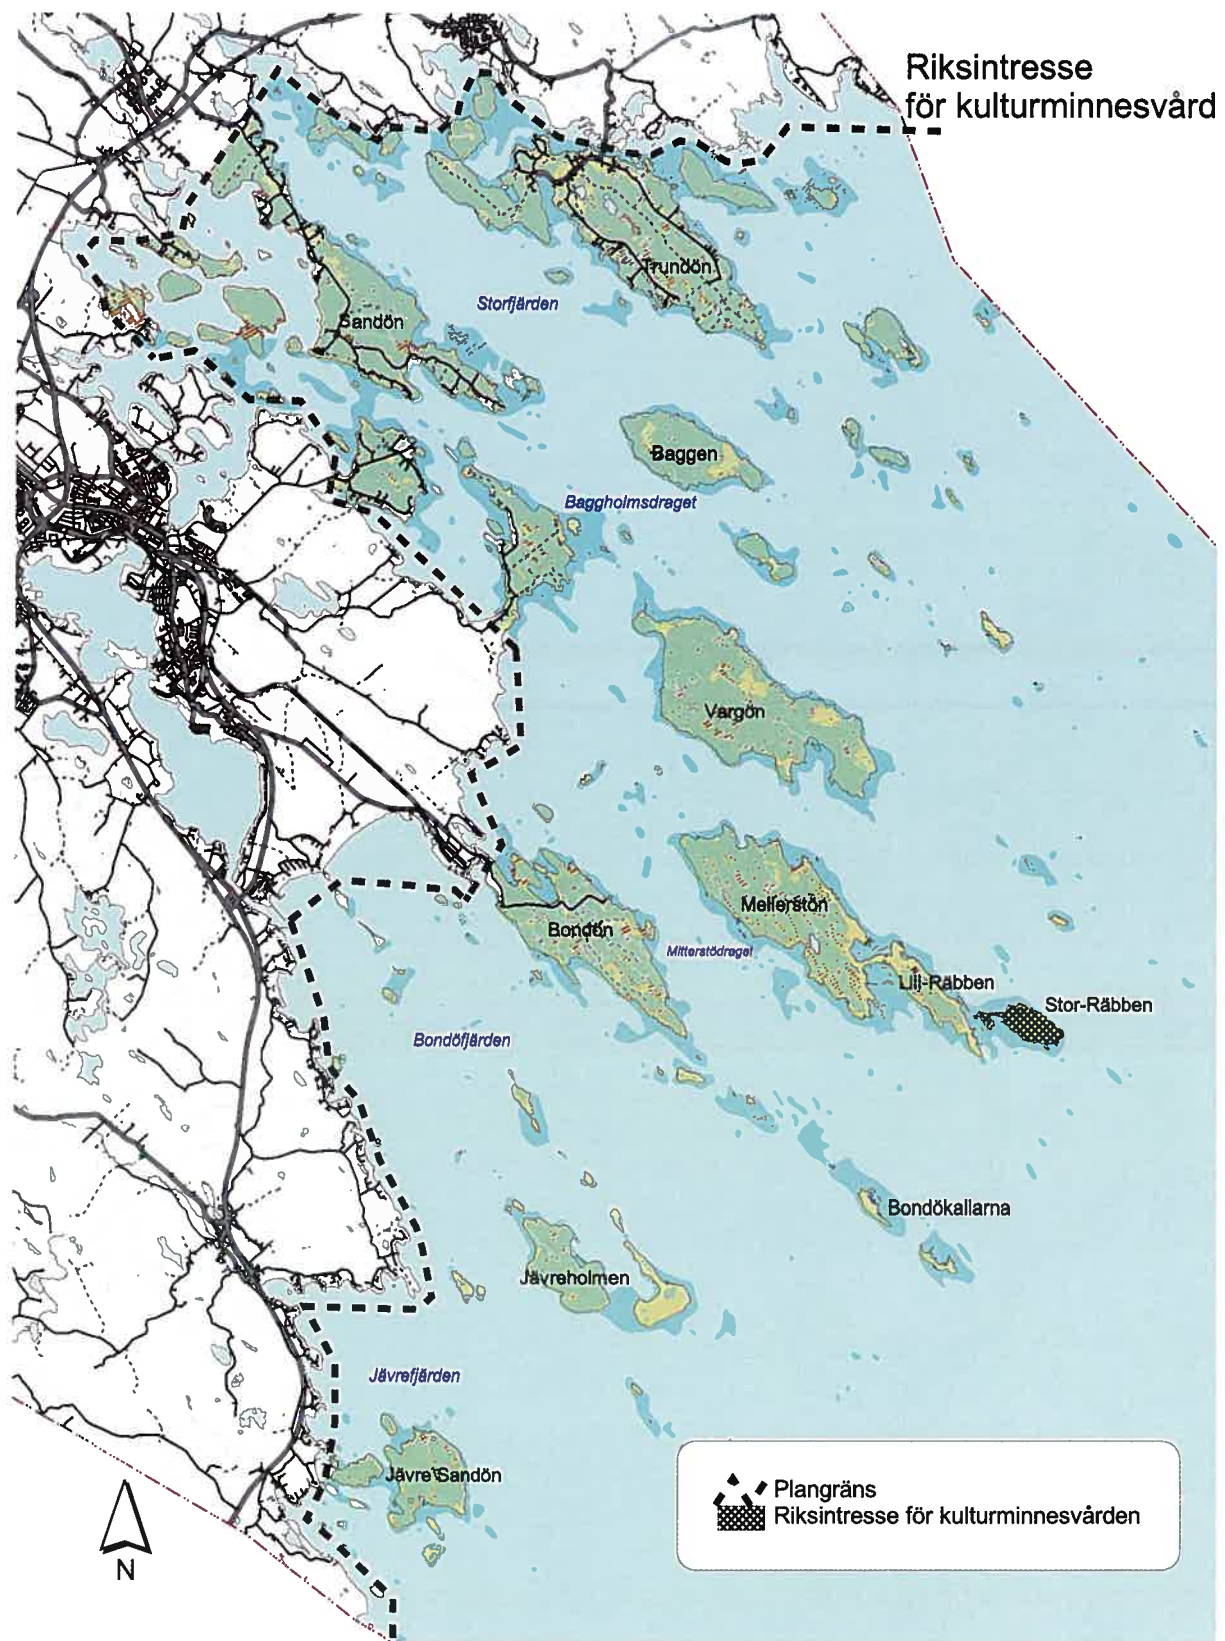 Riksintresse
för kulturminnesvård
Trundön
Storfjärden
Sandön
Baggen
Baggholmsdraget
Vargön
Mellerstön
Bondön
Mitterstödraget
Lill-Räbben
Stor-Räbben
Bondöfjärden
Bondökallarna
Jävreholmen
Jävrefjärden
Jävre Sandön
Plangräns
Riksintresse för kulturminnesvården
N